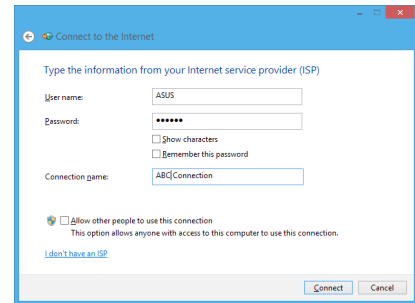 Connect to the Internet
Type the information from your Internet service provider (ISP)
User name:
ASUS
Password:
••••••
Show characters
Remember this password
Connection name:
ABC Connection
Allow other people to use this connection
This option allows anyone with access to this computer to use this connection.
I don't have an ISP
Connect
Cancel